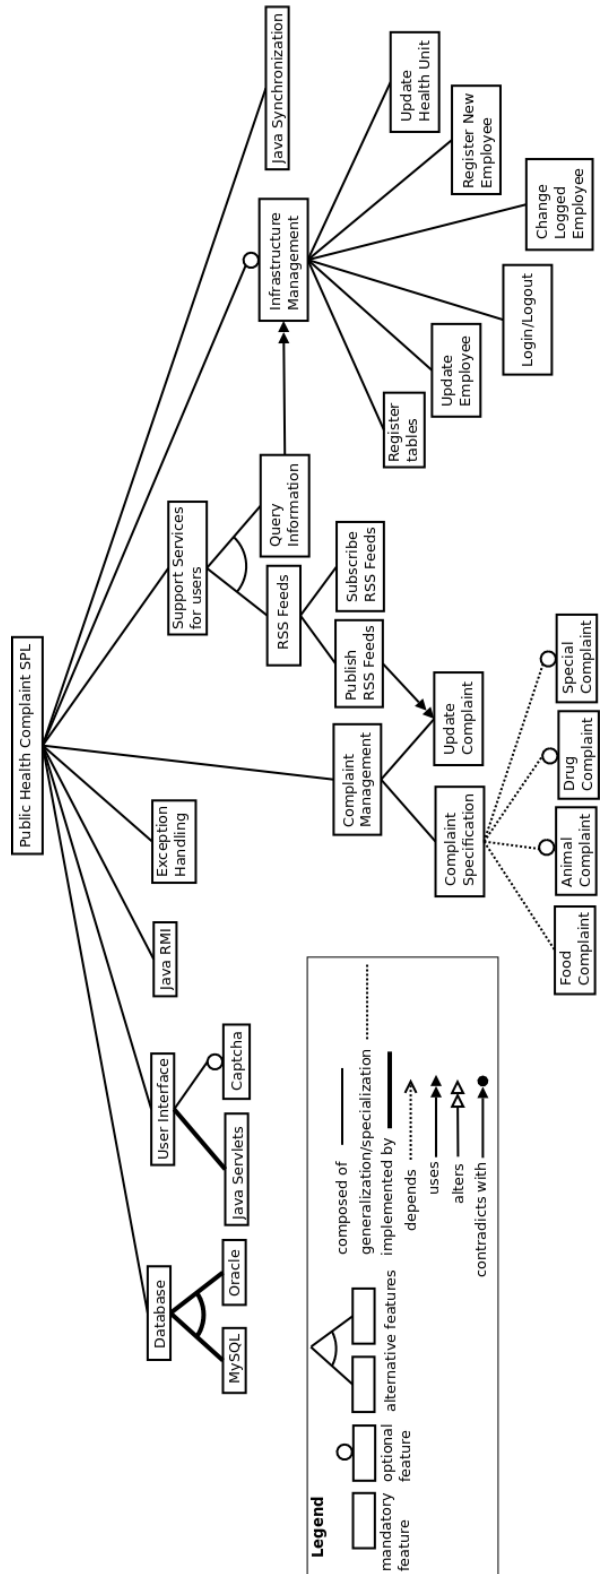 Public Health Complaint SPL
Database
MySQL
Oracle
User Interface
Java Servlets
Captcha
Java RMI
Exception
Handling
Complaint
Management
Complaint
Specification
Update
Complaint
Food
Complaint
Animal
Complaint
Drug
Complaint
Special
Complaint
Support Services
for users
RSS Feeds
Query
Information
Publish
RSS Feeds
Subscribe
RSS Feeds
Infrastructure
Management
Register
tables
Update
Employee
Login/Logout
Change
Logged
Employee
Register New
Employee
Update
Health Unit
Java Synchronization
Legend
mandatory
feature
optional
feature
alternative features
composed of
generalization/specialization
implemented by
depends
uses
alters
contradicts with